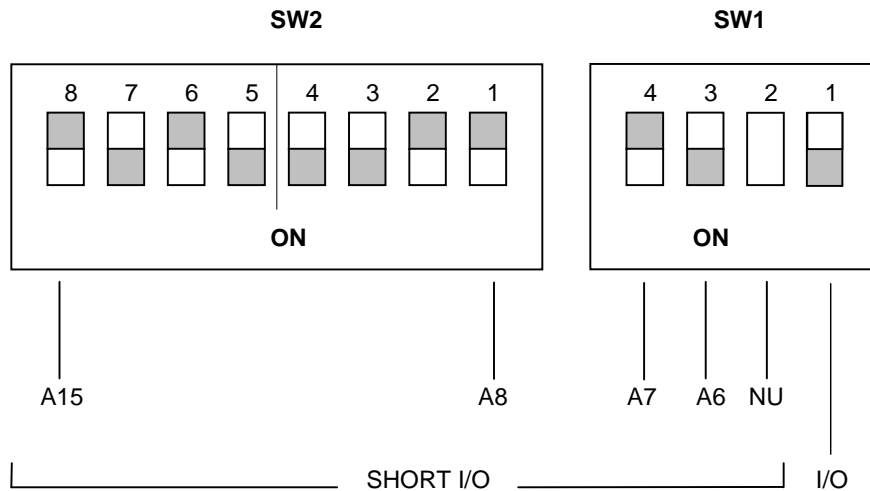 SW2 SW1
8 7 6 5 4 3 2 1 4 3 2 1
ON ON
A15 A8 A7 A6 NU
SHORT I/O I/O